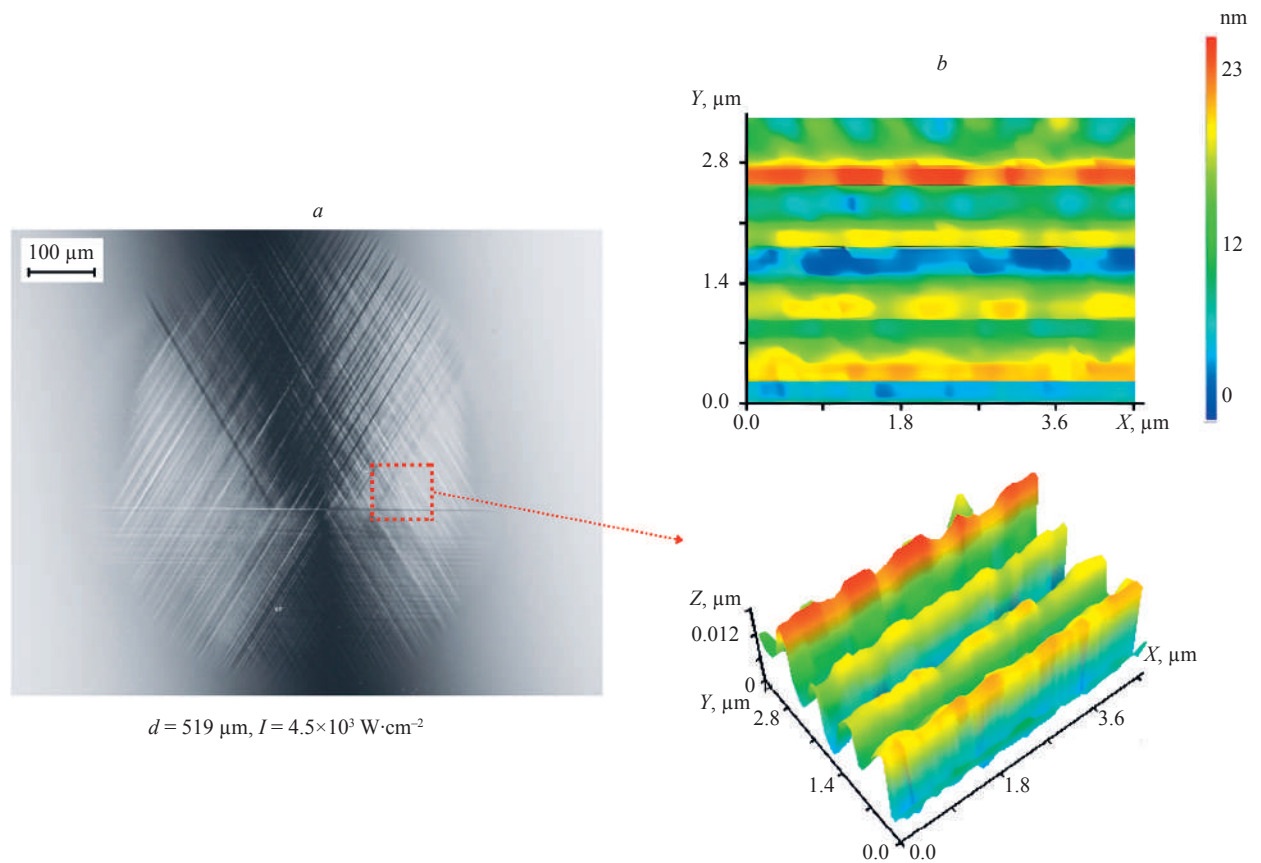 a
100 µm
d = 519 µm, I = 4.5×10³ W·cm⁻²
b
nm
23
12
0
Y, µm
2.8
1.4
0.0
0.0 1.8 3.6 X, µm
Z, µm
0.012
0
Y, µm
2.8
1.4
0.0
0.0
1.8
3.6
X, µm